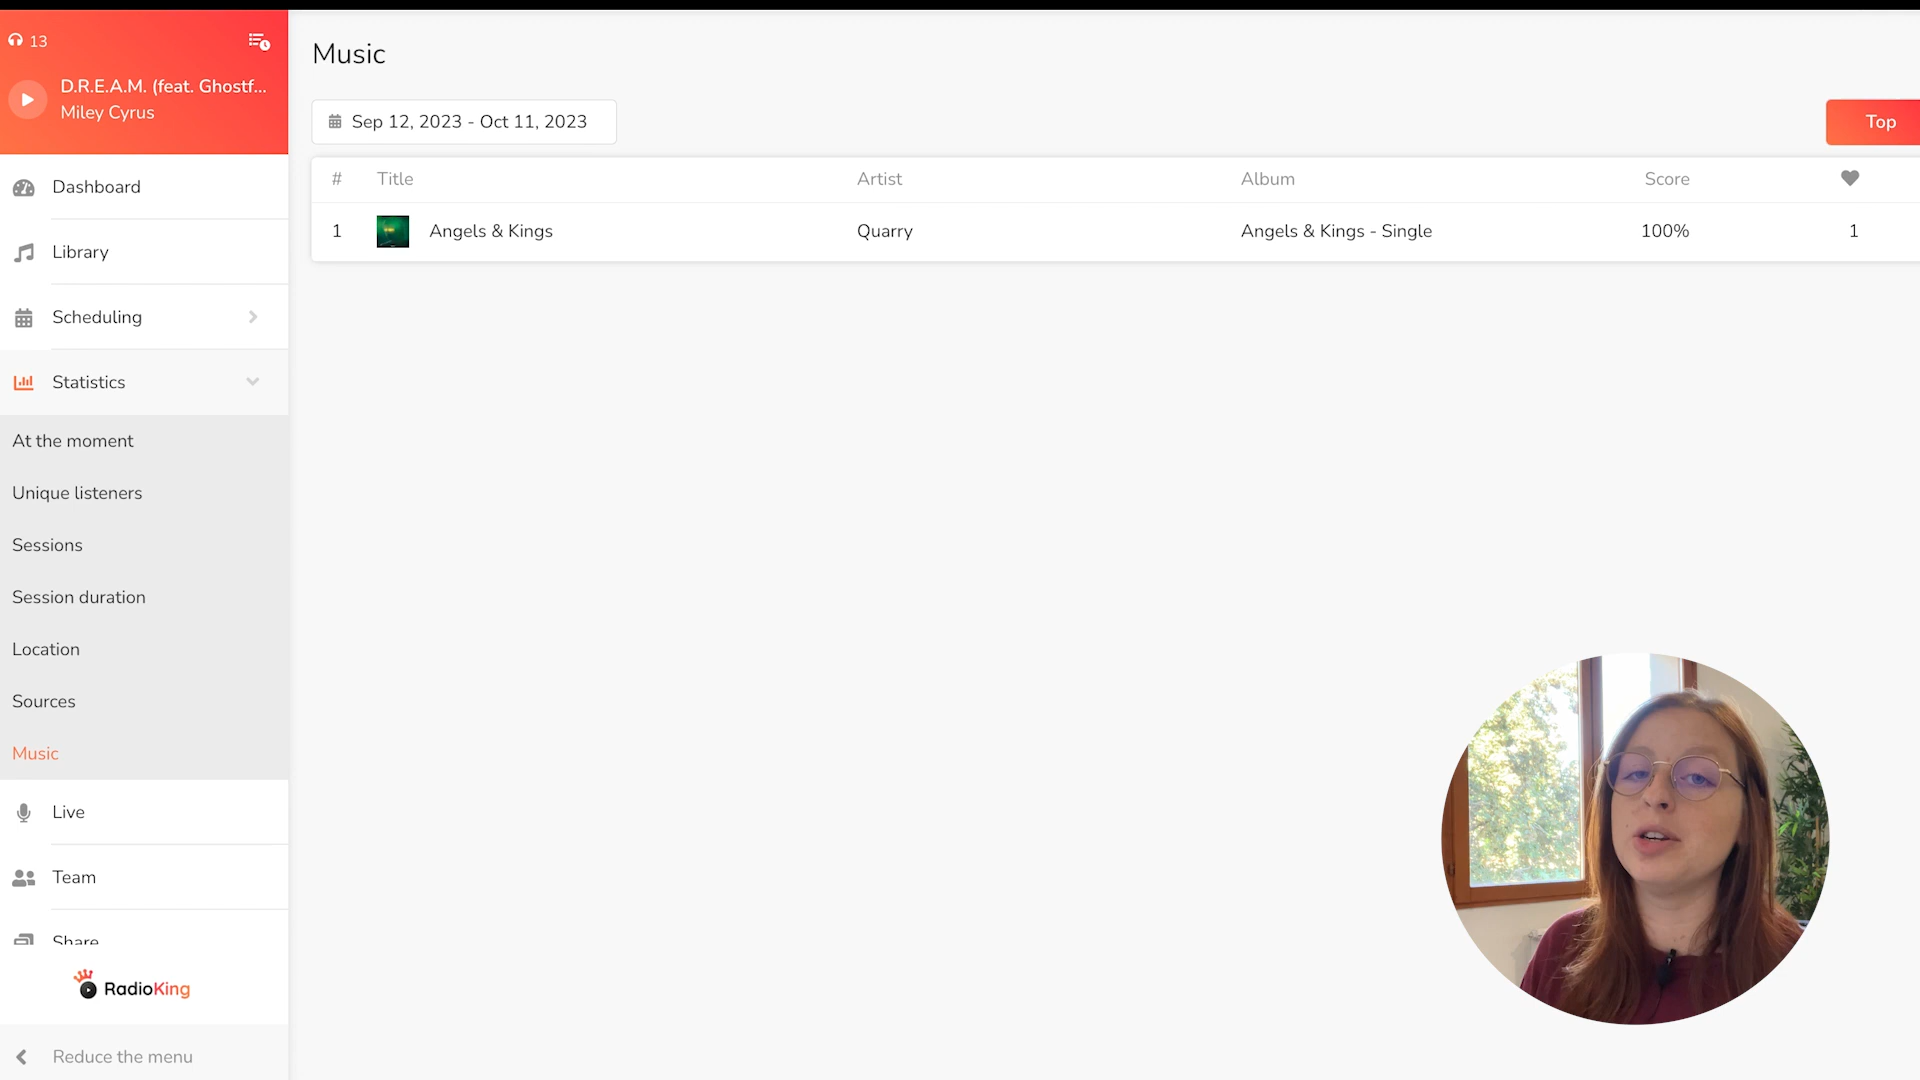 13
D.R.E.A.M. (feat. Ghostf...
Miley Cyrus
Dashboard
Library
Scheduling
Statistics
At the moment
Unique listeners
Sessions
Session duration
Location
Sources
Music
Live
Team
Share
RadioKing
Reduce the menu
Music
Sep 12, 2023 - Oct 11, 2023
Top
# Title Artist Album Score
1 Angels & Kings Quarry Angels & Kings - Single 100% 1